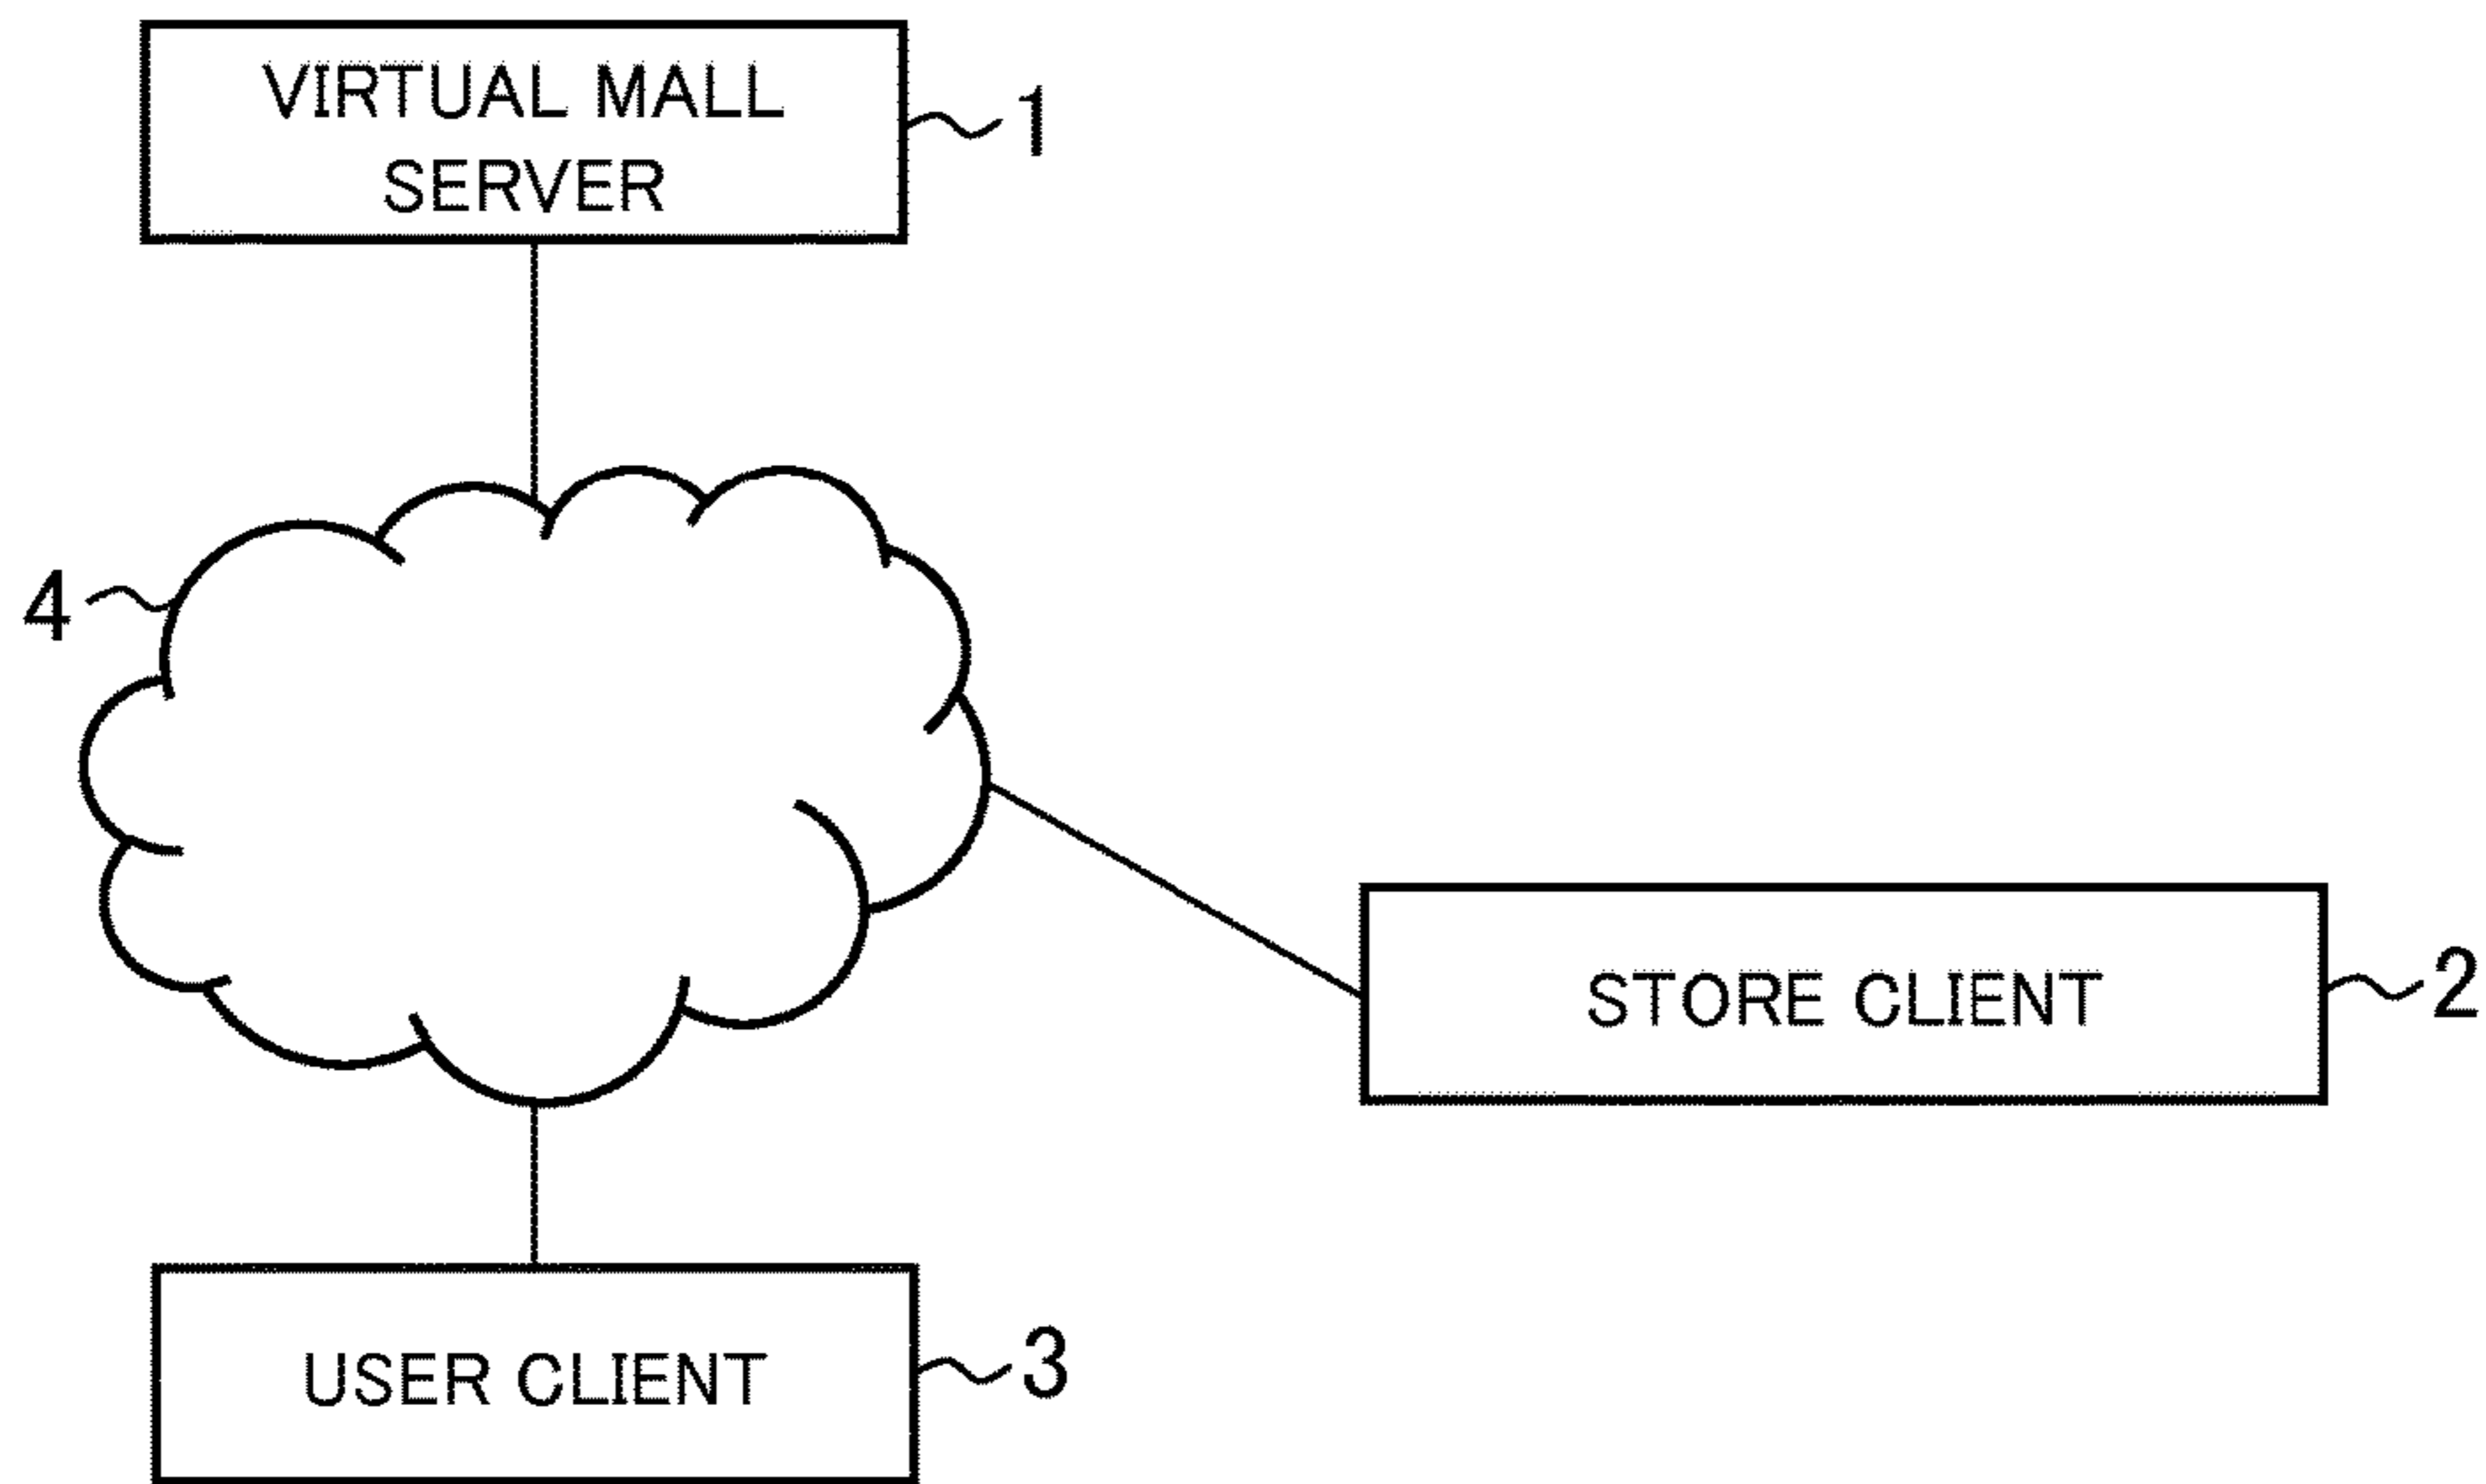 VIRTUAL MALL
SERVER
1
4
STORE CLIENT
2
USER CLIENT
3